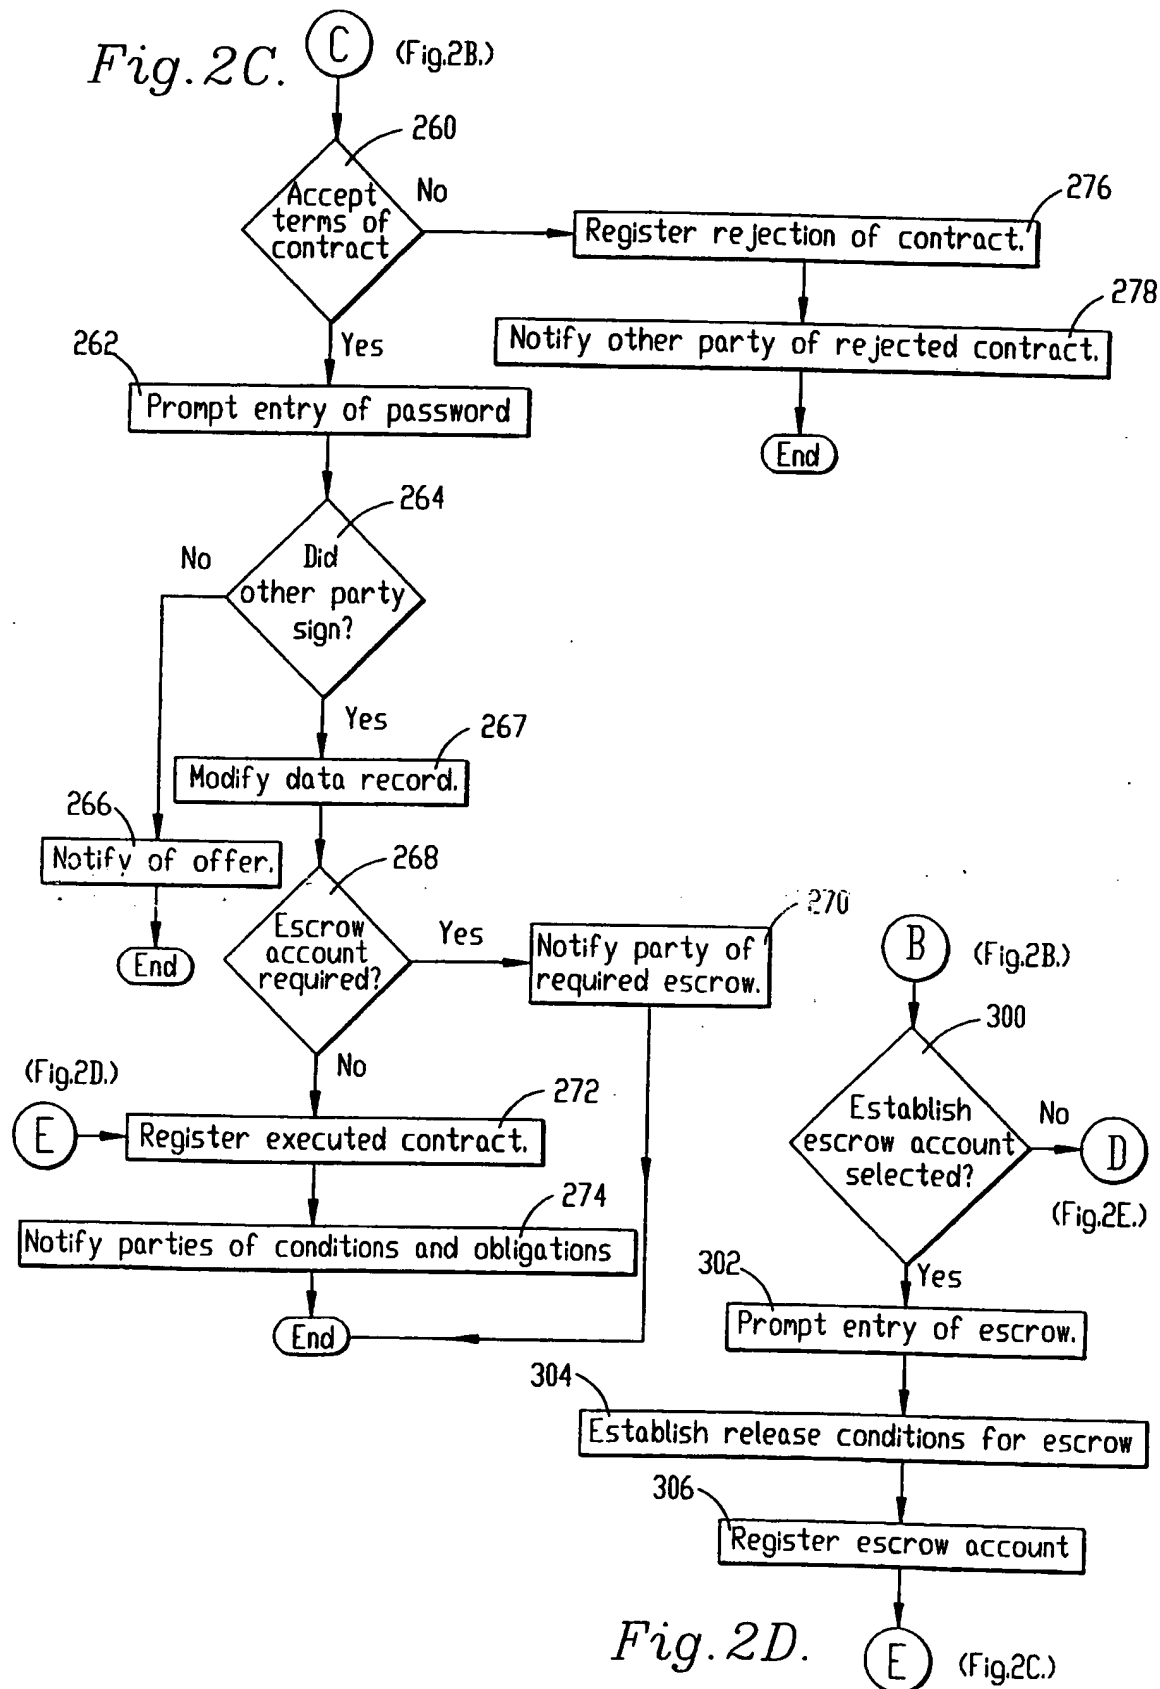 Fig. 2C.
C
(Fig.2B.)
260
Accept
terms of
contract
No
276
Register rejection of contract.
278
Notify other party of rejected contract.
End
Yes
262
Prompt entry of password
264
Did
other party
sign?
No
Yes
267
Modify data record.
266
Notify of offer.
End
268
Escrow
account
required?
Yes
270
Notify party of
required escrow.
No
(Fig.2D.)
E
272
Register executed contract.
274
Notify parties of conditions and obligations
End
B
(Fig.2B.)
300
Establish
escrow account
selected?
No
D
(Fig.2E.)
Yes
302
Prompt entry of escrow.
304
Establish release conditions for escrow
306
Register escrow account
Fig. 2D.
E
(Fig.2C.)